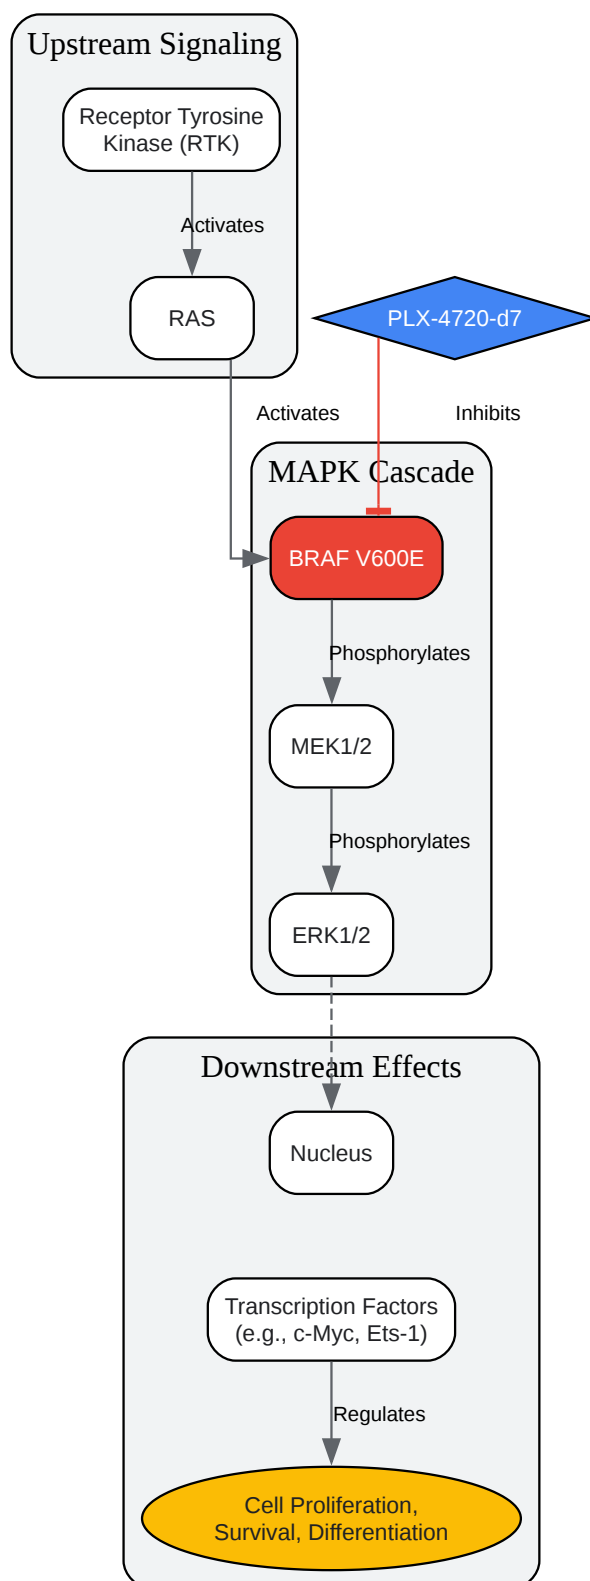 Upstream Signaling
Receptor Tyrosine
Kinase (RTK)
Activates
RAS
PLX-4720-d7
Activates
Inhibits
MAPK Cascade
BRAF V600E
Phosphorylates
MEK1/2
Phosphorylates
ERK1/2
Downstream Effects
Nucleus
Transcription Factors
(e.g., c-Myc, Ets-1)
Regulates
Cell Proliferation,
Survival, Differentiation